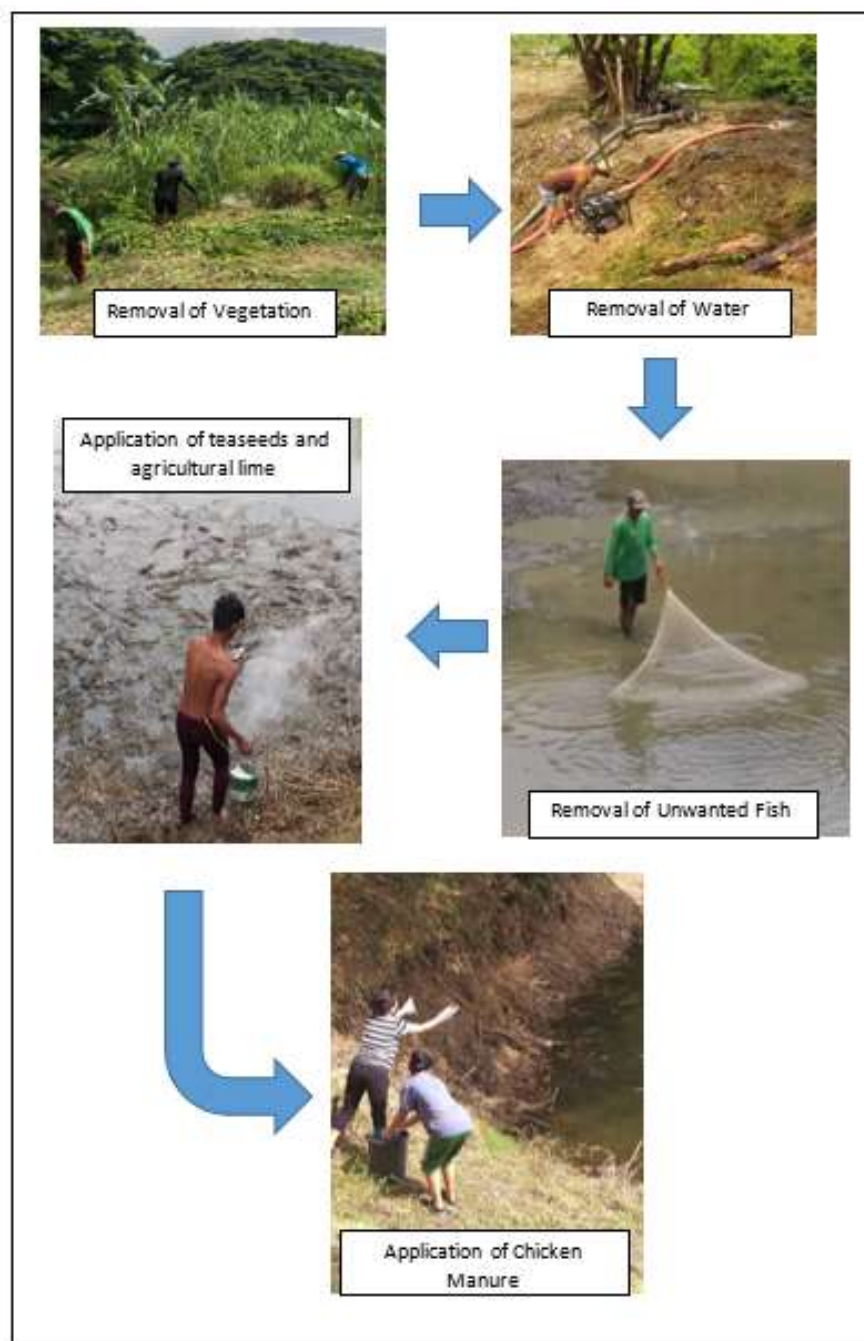 Removal of Vegetation
Removal of Water
Removal of Unwanted Fish
Application of teaseeds and
agricultural lime
Application of Chicken
Manure